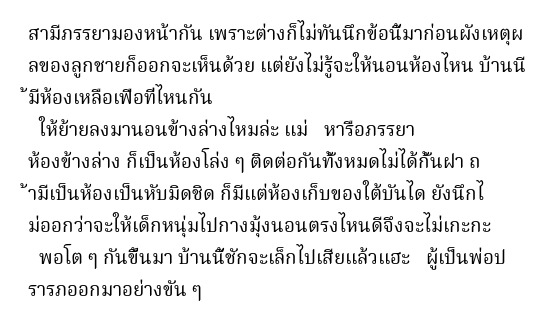 สามีภรรยามองหน้ากัน เพราะต่างก็ไม่ทันนึกข้อนี้มาก่อนผังเหตุผ
ลของลูกชายก็ออกจะเห็นด้วย แต่ยังไม่รู้จะให้นอนห้องไหน บ้านนี
้มีห้องเหลือเฟือที่ไหนกัน
ให้ย้ายลงมานอนข้างล่างไหมล่ะ แม่ หารือภรรยา
ห้องข้างล่าง ก็เป็นห้องโล่ง ๆ ติดต่อกันทั้งหมดไม่ได้กั้นฝา ถ
้ามีเป็นห้องเป็นหับมิดชิด ก็มีแต่ห้องเก็บของใต้บันได ยังนึกไ
ม่ออกว่าจะให้เด็กหนุ่มไปกางมุ้งนอนตรงไหนดีจึงจะไม่เกะกะ
พอโต ๆ กันขึ้นมา บ้านนี้ชักจะเล็กไปเสียแล้วแฮะ ผู้เป็นพ่อป
รารภออกมาอย่างขัน ๆ